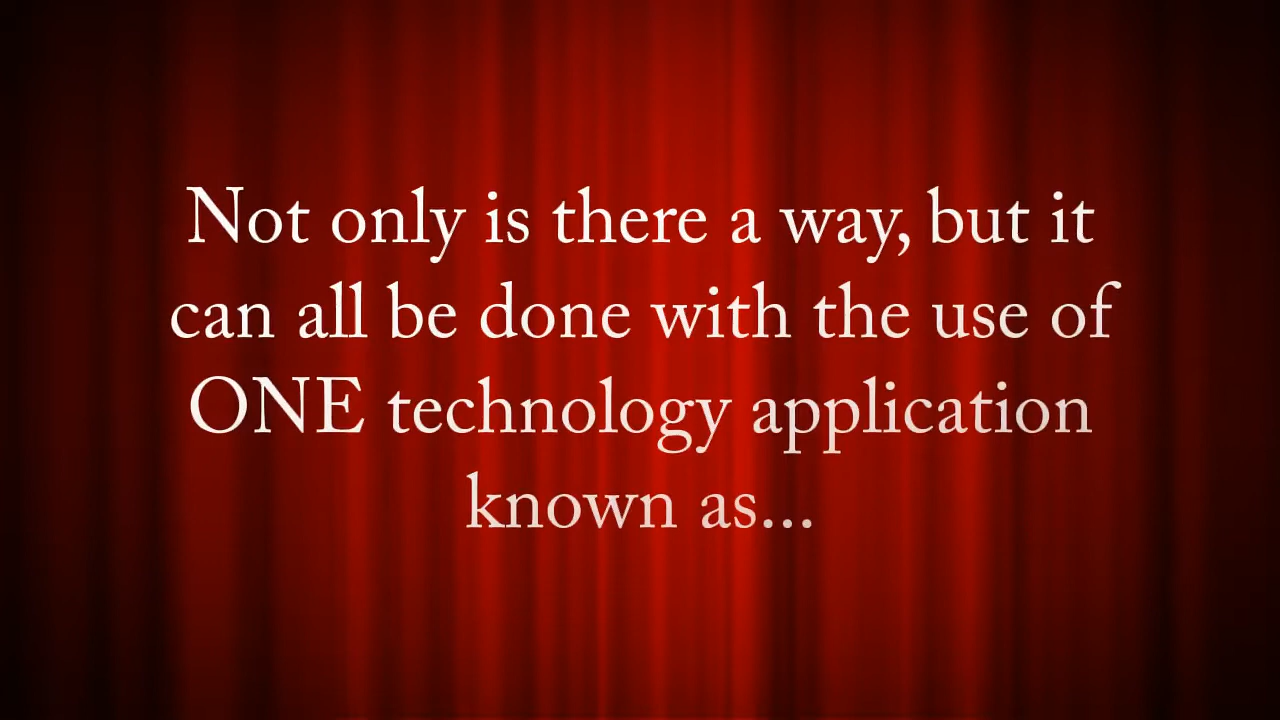 Not only is there a way, but it
can all be done with the use of
ONE technology application
known as...